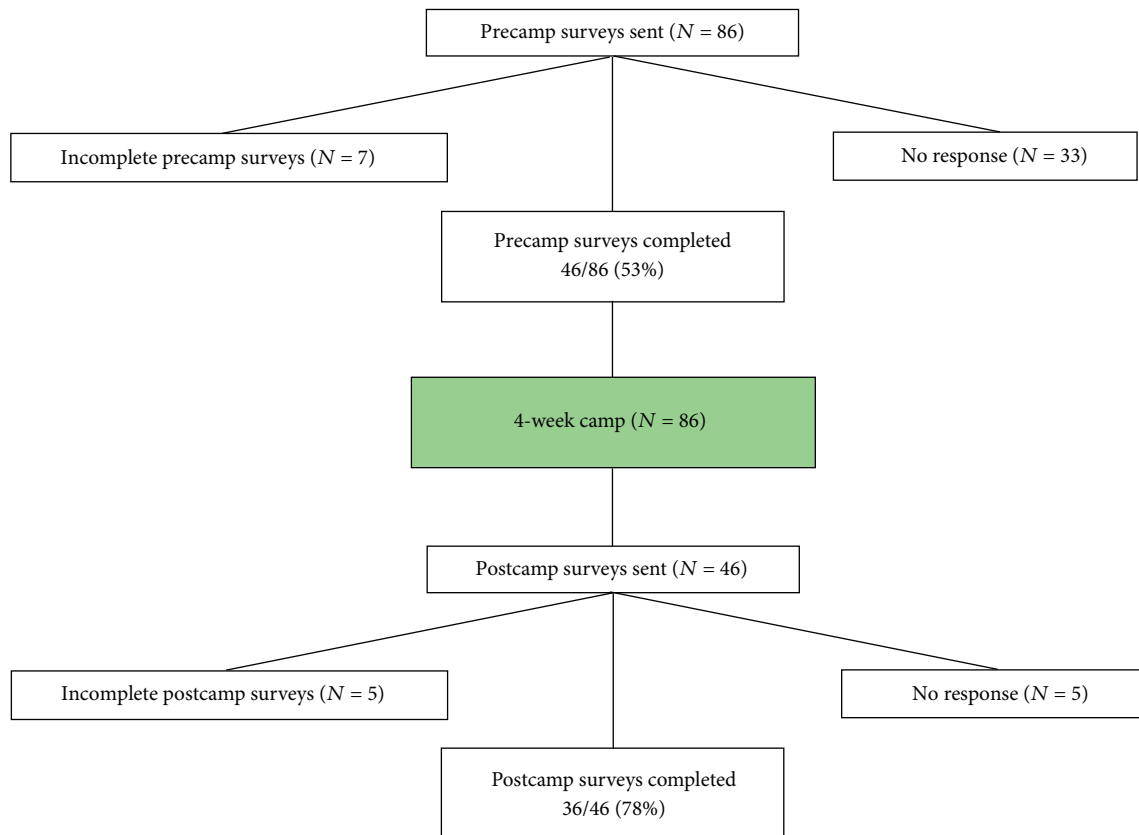 Precamp surveys sent (N = 86)
Incomplete precamp surveys (N = 7)
No response (N = 33)
Precamp surveys completed
46/86 (53%)
4-week camp (N = 86)
Postcamp surveys sent (N = 46)
Incomplete postcamp surveys (N = 5)
No response (N = 5)
Postcamp surveys completed
36/46 (78%)